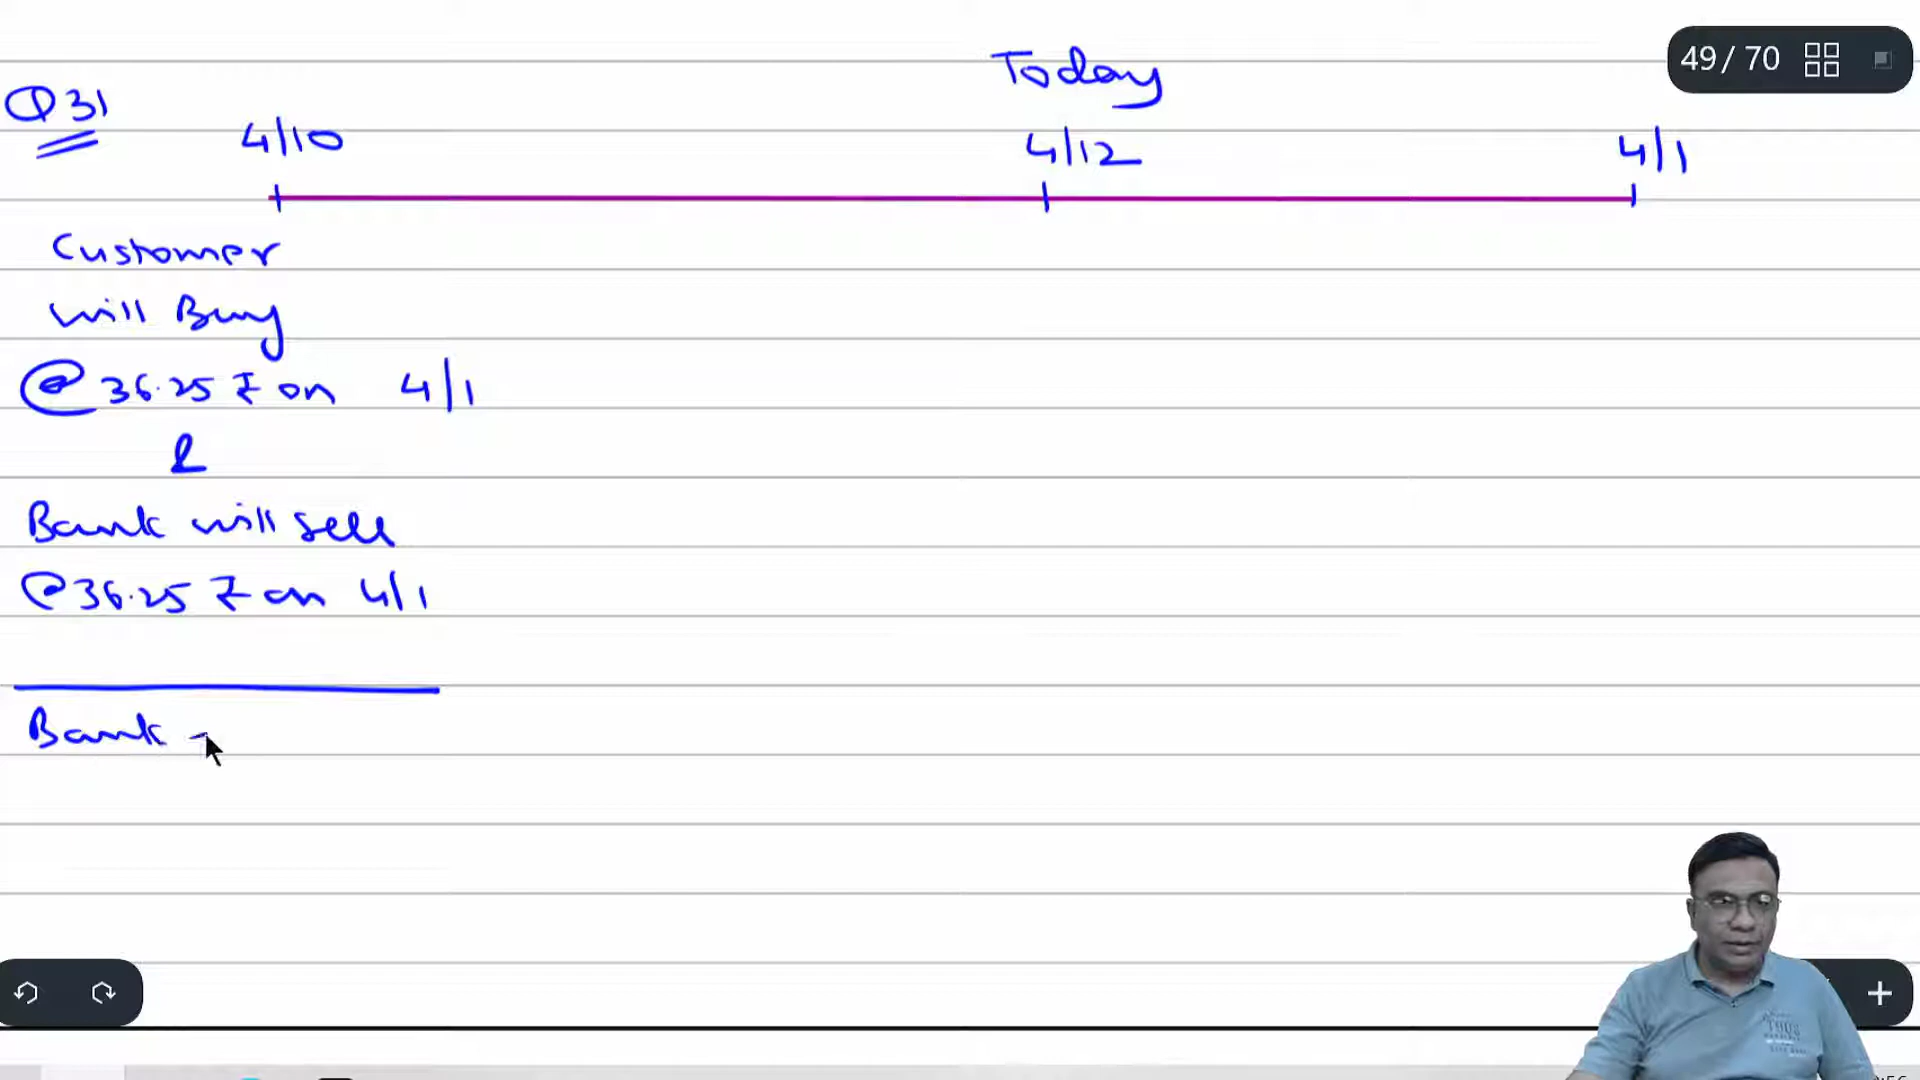 49 / 70
Today
Q31
4/10
4/12
4/1
Customer
will Buy
@ 36.25 ₹ on 4/1
&
Bank will sell
@ 36.25 ₹ on 4/1
Bank